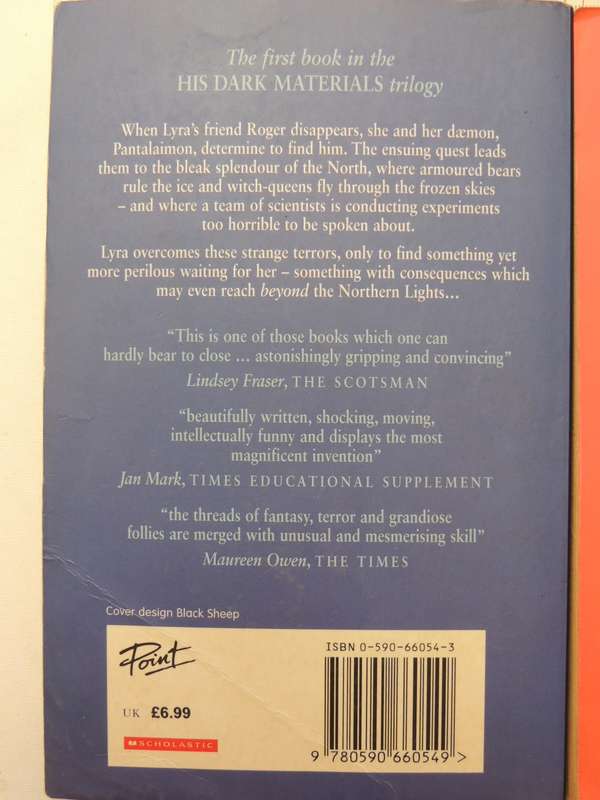 The first book in the
HIS DARK MATERIALS trilogy
When Lyra's friend Roger disappears, she and her dæmon,
Pantalaimon, determine to find him. The ensuing quest leads
them to the bleak splendour of the North, where armoured bears
rule the ice and witch-queens fly through the frozen skies
– and where a team of scientists is conducting experiments
too horrible to be spoken about.
Lyra overcomes these strange terrors, only to find something yet
more perilous waiting for her – something with consequences which
may even reach beyond the Northern Lights...
“This is one of those books which one can
hardly bear to close ... astonishingly gripping and convincing”
Lindsey Fraser, THE SCOTSMAN
“beautifully written, shocking, moving,
intellectually funny and displays the most
magnificent invention”
Jan Mark, TIMES EDUCATIONAL SUPPLEMENT
“the threads of fantasy, terror and grandiose
follies are merged with unusual and mesmerising skill”
Maureen Owen, THE TIMES
Cover design Black Sheep
Point
UK £6.99
SCHOLASTIC
ISBN 0-590-66054-3
9 780590 660549 >